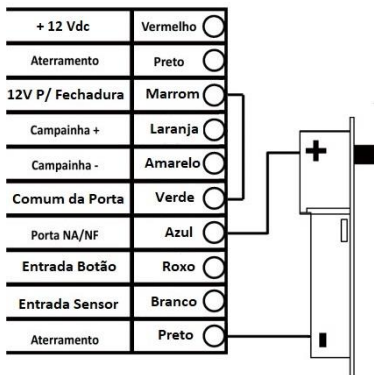 + 12 Vdc Vermelho
Aterramento Preto
12V P/ Fechadura Marrom
Campainha + Laranja
+
Campainha - Amarelo
Comum da Porta Verde
Porta NA/NF Azul
Entrada Botão Roxo
Entrada Sensor Branco
Aterramento Preto
-